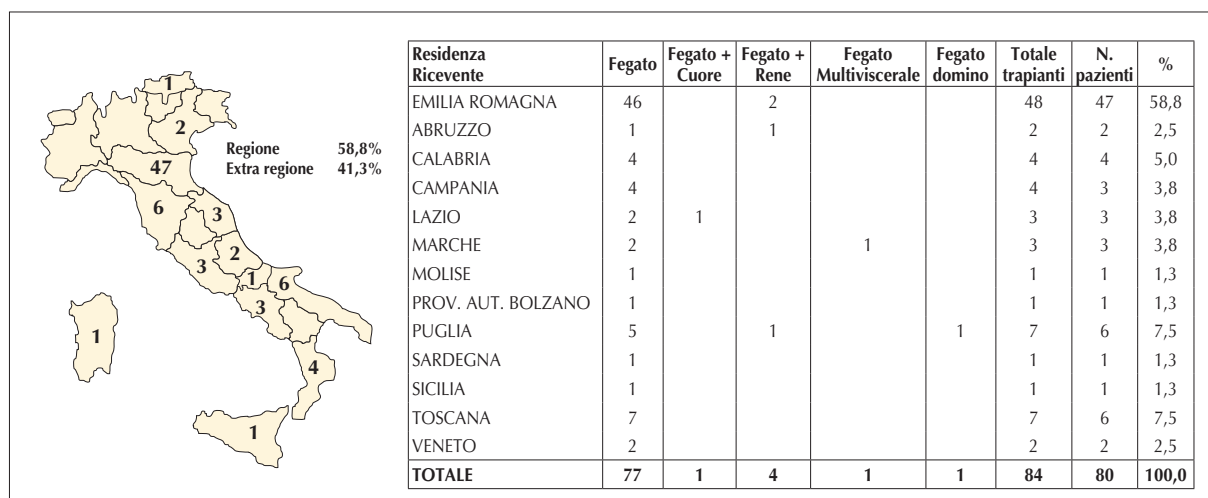 1
2
Regione 58,8%
Extra regione 41,3%
47
6
3
2
3
1
6
3
1
4
1
Residenza Ricevente | Fegato | Fegato + Cuore | Fegato + Rene | Fegato Multiviscerale | Fegato domino | Totale trapianti | N. pazienti | %
EMILIA ROMAGNA 46 2 48 47 58,8
ABRUZZO 1 1 2 2 2,5
CALABRIA 4 4 4 5,0
CAMPANIA 4 4 3 3,8
LAZIO 2 1 3 3 3,8
MARCHE 2 1 3 3 3,8
MOLISE 1 1 1 1,3
PROV. AUT. BOLZANO 1 1 1 1,3
PUGLIA 5 1 1 7 6 7,5
SARDEGNA 1 1 1 1,3
SICILIA 1 1 1 1,3
TOSCANA 7 7 6 7,5
VENETO 2 2 2 2,5
TOTALE 77 1 4 1 1 84 80 100,0